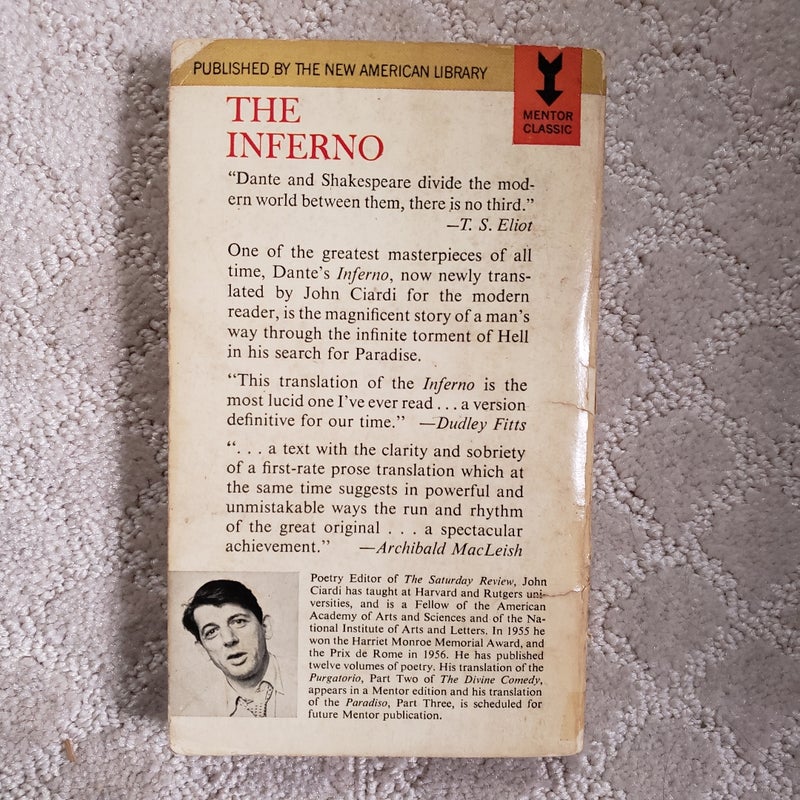 PUBLISHED BY THE NEW AMERICAN LIBRARY
MENTOR
CLASSIC
THE
INFERNO
“Dante and Shakespeare divide the mod-
ern world between them, there is no third.”
—T. S. Eliot
One of the greatest masterpieces of all
time, Dante’s Inferno, now newly trans-
lated by John Ciardi for the modern
reader, is the magnificent story of a man’s
way through the infinite torment of Hell
in his search for Paradise.
“This translation of the Inferno is the
most lucid one I’ve ever read . . . a version
definitive for our time.” —Dudley Fitts
“. . . a text with the clarity and sobriety
of a first-rate prose translation which at
the same time suggests in powerful and
unmistakable ways the run and rhythm
of the great original . . . a spectacular
achievement.” —Archibald MacLeish
Poetry Editor of The Saturday Review, John
Ciardi has taught at Harvard and Rutgers uni-
versities, and is a Fellow of the American
Academy of Arts and Sciences and of the Na-
tional Institute of Arts and Letters. In 1955 he
won the Harriet Monroe Memorial Award, and
the Prix de Rome in 1956. He has published
twelve volumes of poetry. His translation of the
Purgatorio, Part Two of The Divine Comedy,
appears in a Mentor edition and his translation
of the Paradiso, Part Three, is scheduled for
future Mentor publication.